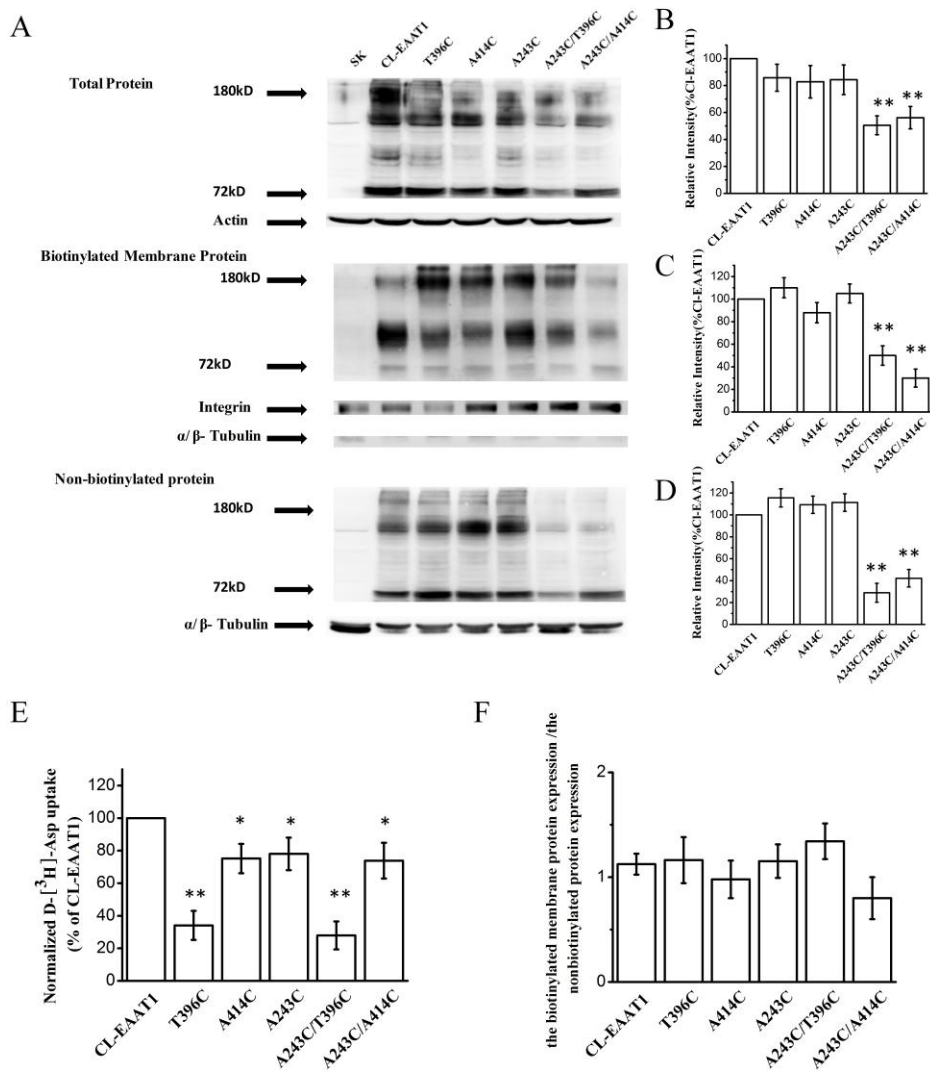 A
SK
CL-EAAT1
T396C
A414C
A243C
A243C/T396C
A243C/A414C
Total Protein
180kD
72kD
Actin
Biotinylated Membrane Protein
180kD
72kD
Integrin
α/β- Tubulin
Non-biotinylated protein
180kD
72kD
α/β- Tubulin
B
Relative Intensity(%Cl-EAAT1)
100
80
60
40
20
0
** **
CL-EAAT1
T396C
A414C
A243C
A243C/T396C
A243C/A414C
C
Relative Intensity(%Cl-EAAT1)
120
100
80
60
40
20
0
**
**
CL-EAAT1
T396C
A414C
A243C
A243C/T396C
A243C/A414C
D
Relative Intensity(%Cl-EAAT1)
120
100
80
60
40
20
0
**
**
CL-EAAT1
T396C
A414C
A243C
A243C/T396C
A243C/A414C
E
Normalized D-[³H]-Asp uptake
(% of CL-EAAT1)
120
100
80
60
40
20
0
**
*
*
**
*
CL-EAAT1
T396C
A414C
A243C
A243C/T396C
A243C/A414C
F
the biotinylated membrane protein expression /the
nonbiotinylated protein expression
2
1
0
CL-EAAT1
T396C
A414C
A243C
A243C/T396C
A243C/A414C